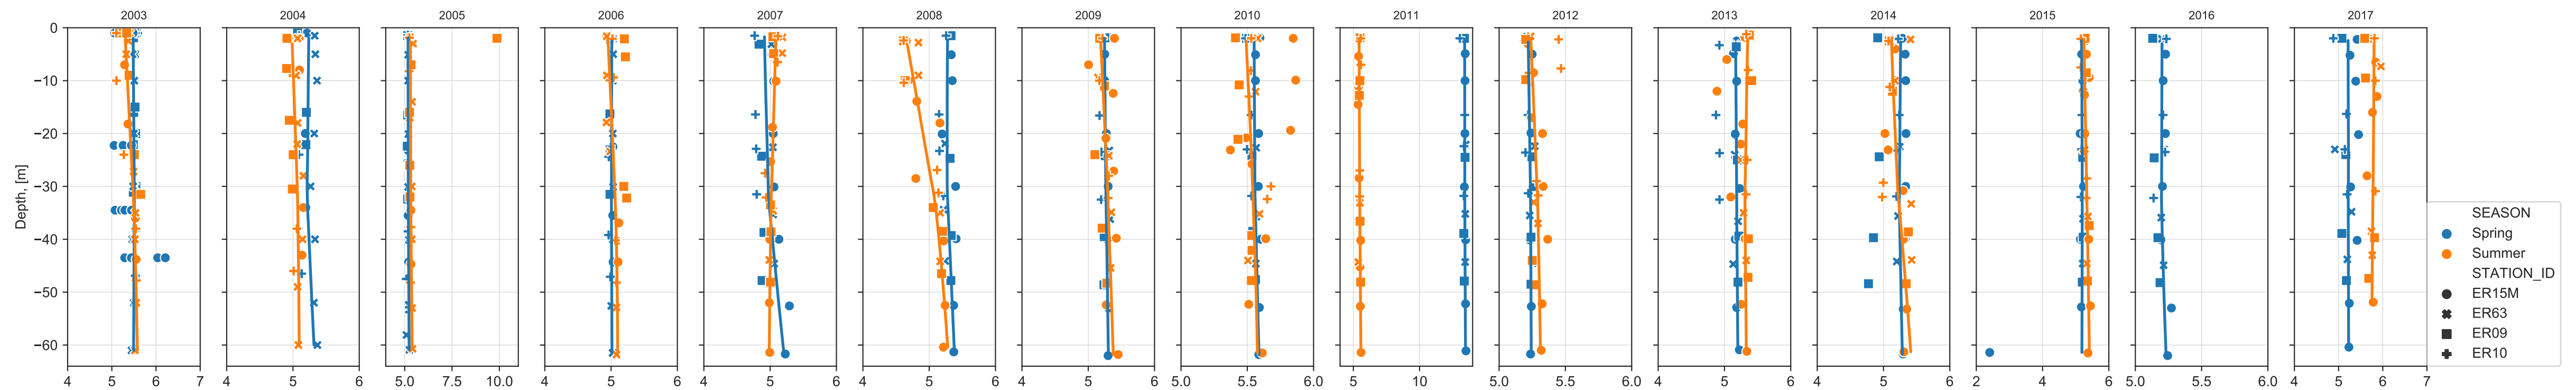 2003 2004 2005 2006 2007 2008 2009 2010 2011 2012 2013 2014 2015 2016 2017
0
−10
−20
−30
−40
−50
−60
Depth, [m]
SEASON
Spring
Summer
STATION_ID
ER15M
ER63
ER09
ER10
4 5 6 7
4 5 6
5.0 7.5 10.0
4 5 6
4 5 6
4 5 6
4 5 6
5.0 5.5 6.0
5 10
5.0 5.5 6.0
4 5 6
4 5 6
2 4 6
5.0 5.5 6.0
4 5 6 7